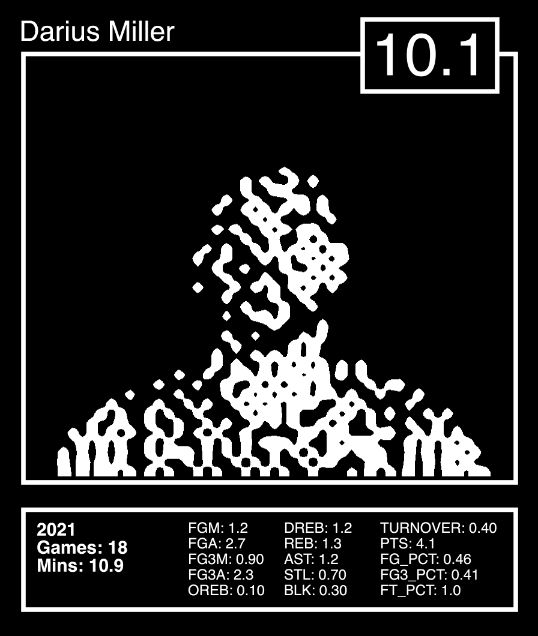 Darius Miller
10.1
2021
Games: 18
Mins: 10.9
FGM: 1.2
FGA: 2.7
FG3M: 0.90
FG3A: 2.3
OREB: 0.10
DREB: 1.2
REB: 1.3
AST: 1.2
STL: 0.70
BLK: 0.30
TURNOVER: 0.40
PTS: 4.1
FG_PCT: 0.46
FG3_PCT: 0.41
FT_PCT: 1.0